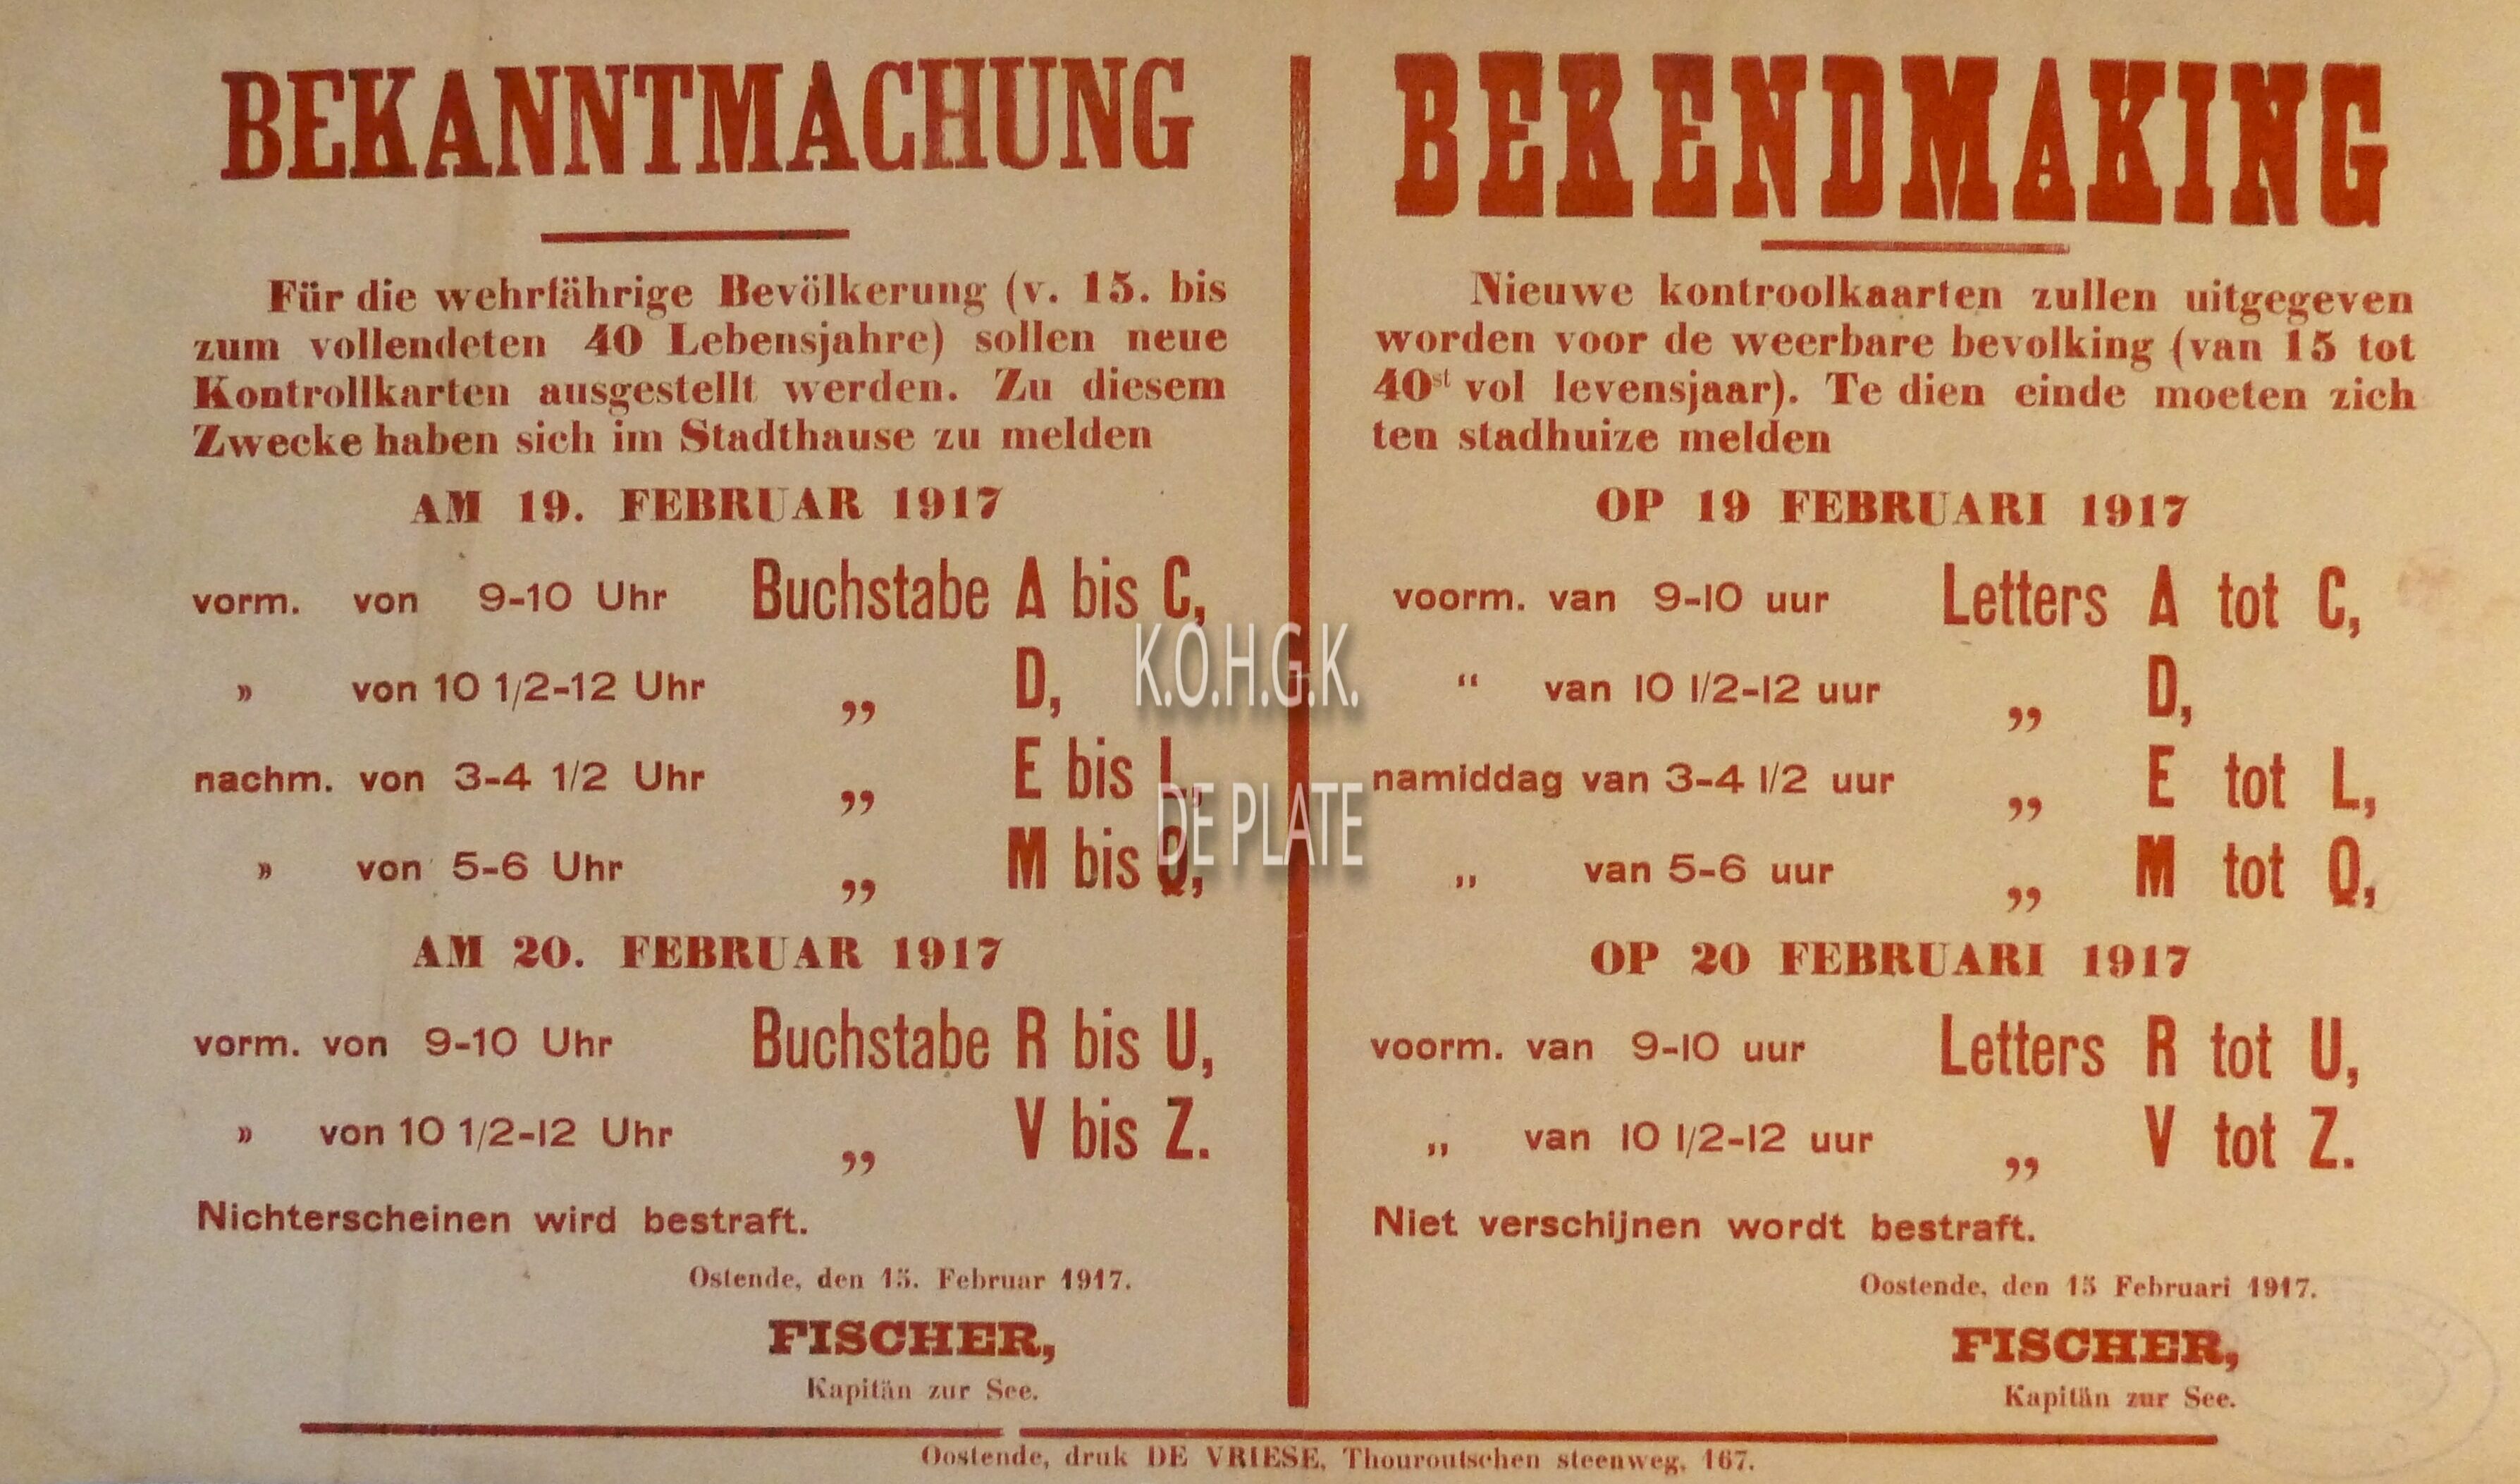 BEKANNTMACHUNG
Für die wehrfährige Bevölkerung (v. 15. bis
zum vollendeten 40 Lebensjahre) sollen neue
Kontrollkarten ausgestellt werden. Zu diesem
Zwecke haben sich im Stadthause zu melden
AM 19. FEBRUAR 1917
vorm. von 9-10 Uhr Buchstabe A bis C,
» von 10 1/2-12 Uhr „ D,
nachm. von 3-4 1/2 Uhr „ E bis L,
» von 5-6 Uhr „ M bis Q,
AM 20. FEBRUAR 1917
vorm. von 9-10 Uhr Buchstabe R bis U,
» von 10 1/2-12 Uhr „ V bis Z.
Nichterscheinen wird bestraft.
Ostende, den 15. Februar 1917.
FISCHER,
Kapitän zur See.
BEKENDMAKING
Nieuwe kontroolkaarten zullen uitgegeven
worden voor de weerbare bevolking (van 15 tot
40st vol levensjaar). Te dien einde moeten zich
ten stadhuize melden
OP 19 FEBRUARI 1917
voorm. van 9-10 uur Letters A tot C,
“ van 10 1/2-12 uur „ D,
namiddag van 3-4 1/2 uur „ E tot L,
„ van 5-6 uur „ M tot Q,
OP 20 FEBRUARI 1917
voorm. van 9-10 uur Letters R tot U,
„ van 10 1/2-12 uur „ V tot Z.
Niet verschijnen wordt bestraft.
Oostende, den 15 Februari 1917.
FISCHER,
Kapitän zur See.
Oostende, druk DE VRIESE, Thouroutschen steenweg, 167.
K.O.H.G.K.
DE PLATE